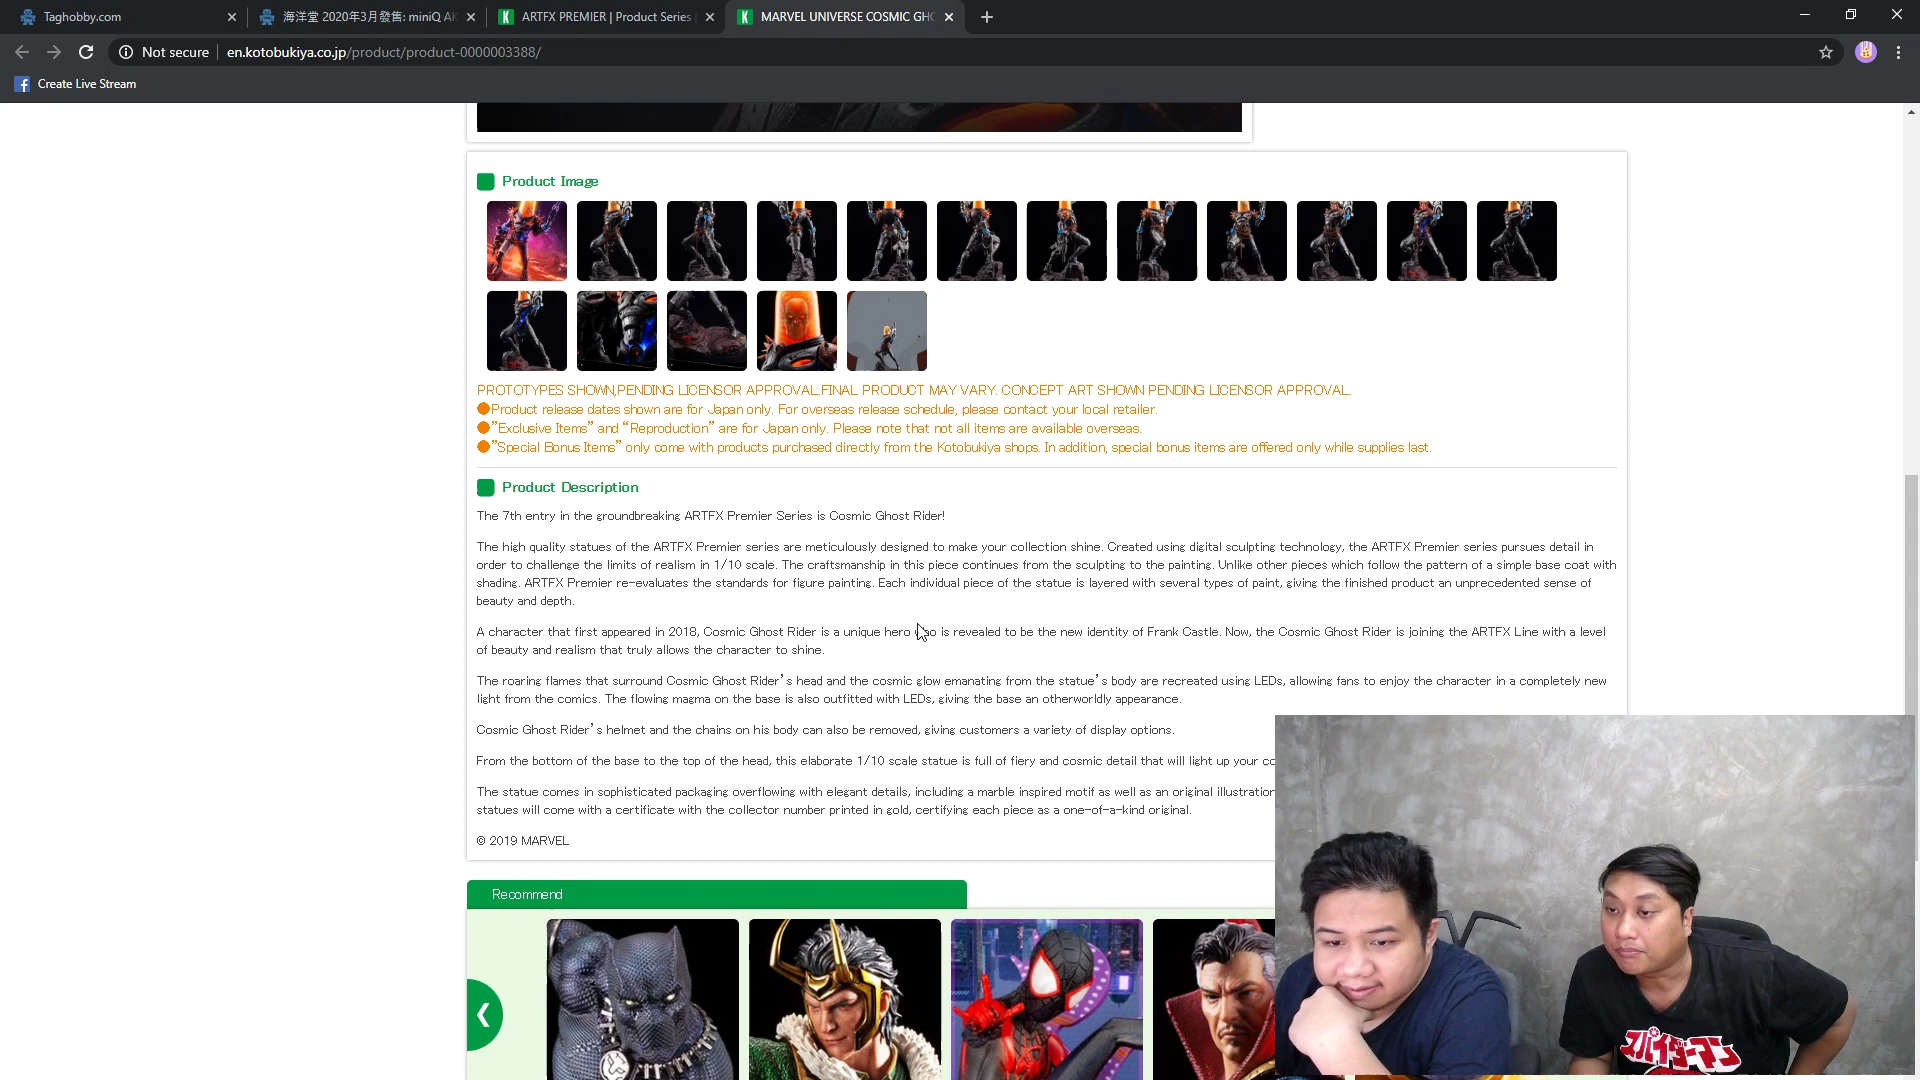 Taghobby.com
海洋堂 2020年3月發售: miniQ AK
ARTFX PREMIER | Product Series
MARVEL UNIVERSE COSMIC GHO
Not secure
en.kotobukiya.co.jp/product/product-0000003388/
Create Live Stream
Product Image
PROTOTYPES SHOWN,PENDING LICENSOR APPROVAL.FINAL PRODUCT MAY VARY. CONCEPT ART SHOWN PENDING LICENSOR APPROVAL.
●Product release dates shown are for Japan only. For overseas release schedule, please contact your local retailer.
●”Exclusive Items” and “Reproduction” are for Japan only. Please note that not all items are available overseas.
●”Special Bonus Items” only come with products purchased directly from the Kotobukiya shops. In addition, special bonus items are offered only while supplies last.
Product Description
The 7th entry in the groundbreaking ARTFX Premier Series is Cosmic Ghost Rider!
The high quality statues of the ARTFX Premier series are meticulously designed to make your collection shine. Created using digital sculpting technology, the ARTFX Premier series pursues detail in
order to challenge the limits of realism in 1/10 scale. The craftsmanship in this piece continues from the sculpting to the painting. Unlike other pieces which follow the pattern of a simple base coat with
shading. ARTFX Premier re-evaluates the standards for figure painting. Each individual piece of the statue is layered with several types of paint, giving the finished product an unprecedented sense of
beauty and depth.
A character that first appeared in 2018, Cosmic Ghost Rider is a unique hero who is revealed to be the new identity of Frank Castle. Now, the Cosmic Ghost Rider is joining the ARTFX Line with a level
of beauty and realism that truly allows the character to shine.
The roaring flames that surround Cosmic Ghost Rider’s head and the cosmic glow emanating from the statue’s body are recreated using LEDs, allowing fans to enjoy the character in a completely new
light from the comics. The flowing magma on the base is also outfitted with LEDs, giving the base an otherworldly appearance.
Cosmic Ghost Rider’s helmet and the chains on his body can also be removed, giving customers a variety of display options.
From the bottom of the base to the top of the head, this elaborate 1/10 scale statue is full of fiery and cosmic detail that will light up your co
The statue comes in sophisticated packaging overflowing with elegant details, including a marble inspired motif as well as an original illustration
statues will come with a certificate with the collector number printed in gold, certifying each piece as a one-of-a-kind original.
© 2019 MARVEL
Recommend
スパイダーマン